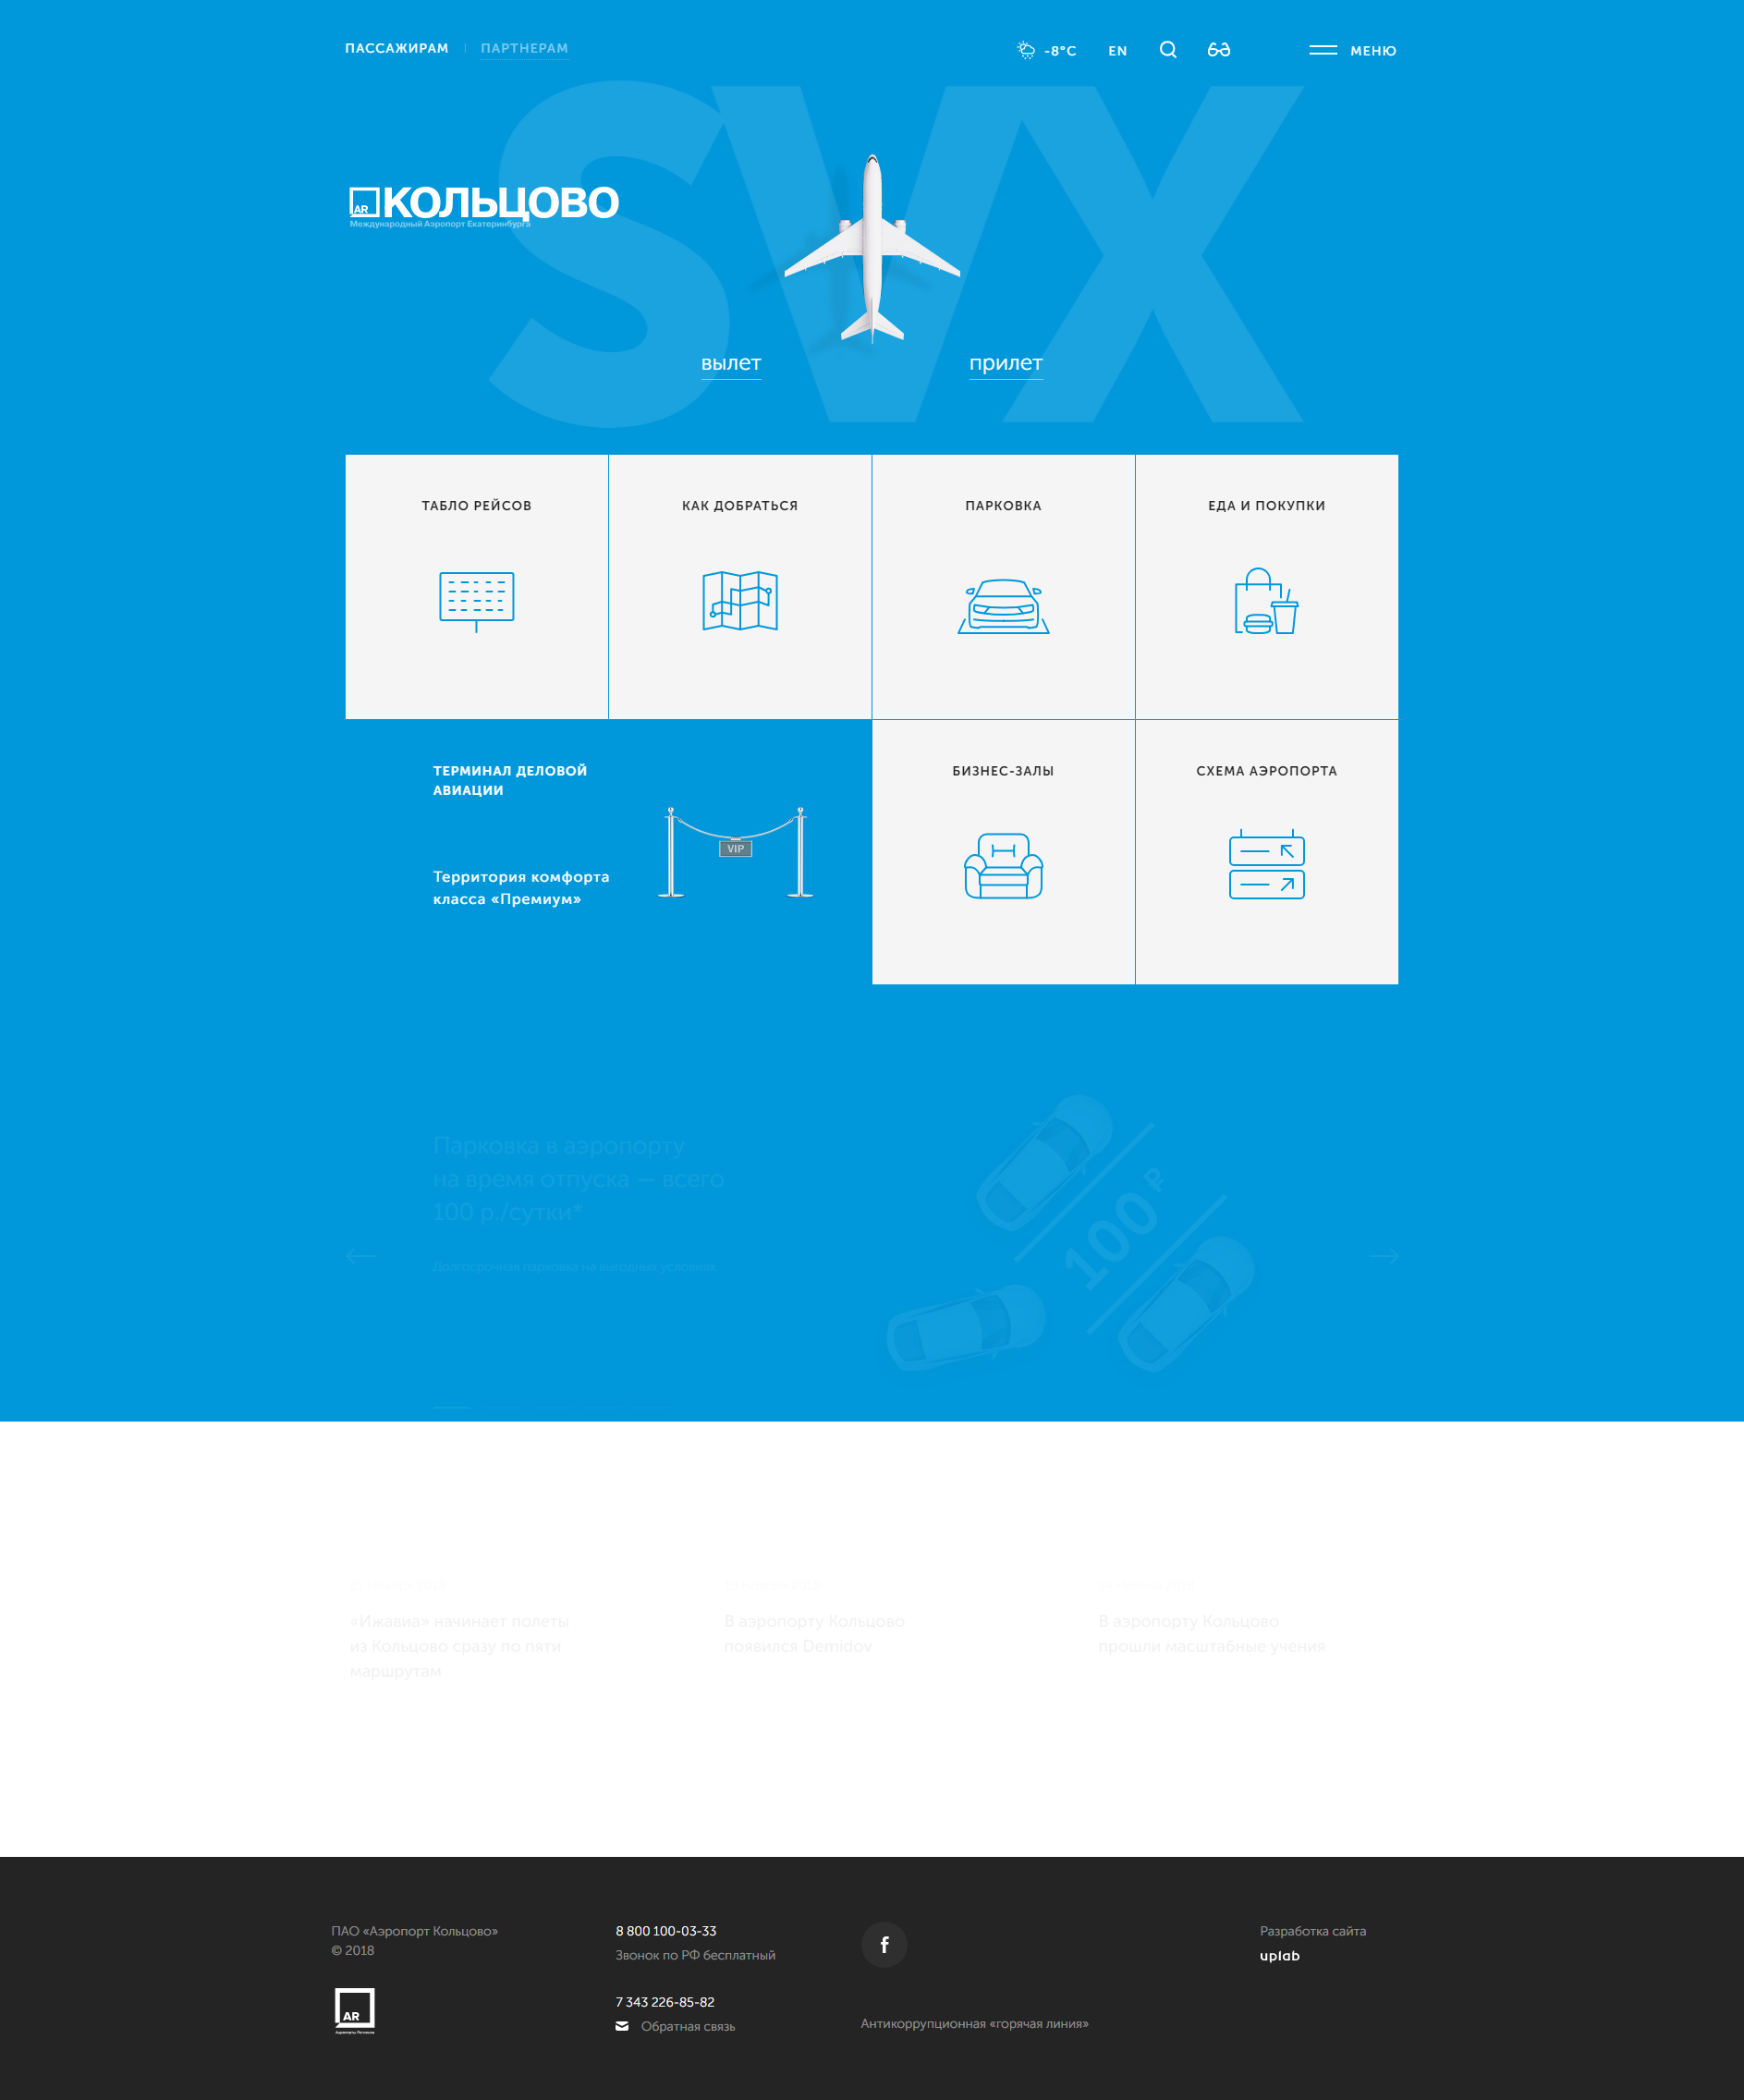 ПАССАЖИРАМ
ПАРТНЕРАМ
-8°C
EN
МЕНЮ
SVX
AR
КОЛЬЦОВО
Международный Аэропорт Екатеринбурга
вылет
прилет
ТАБЛО РЕЙСОВ
КАК ДОБРАТЬСЯ
ПАРКОВКА
ЕДА И ПОКУПКИ
ТЕРМИНАЛ ДЕЛОВОЙ
АВИАЦИИ
VIP
Территория комфорта
класса «Премиум»
БИЗНЕС-ЗАЛЫ
СХЕМА АЭРОПОРТА
Парковка в аэропорту
на время отпуска — всего
100 р./сутки*
Долгосрочная парковка на выгодных условиях
100 ₽
«Ижавиа» начинает полеты
из Кольцово сразу по пяти
маршрутам
В аэропорту Кольцово
появился Demidov
В аэропорту Кольцово
прошли масштабные учения
ПАО «Аэропорт Кольцово»
© 2018
AR
Аэропорты Регионов
8 800 100-03-33
Звонок по РФ бесплатный
7 343 226-85-82
Обратная связь
f
Антикоррупционная «горячая линия»
Разработка сайта
uplab